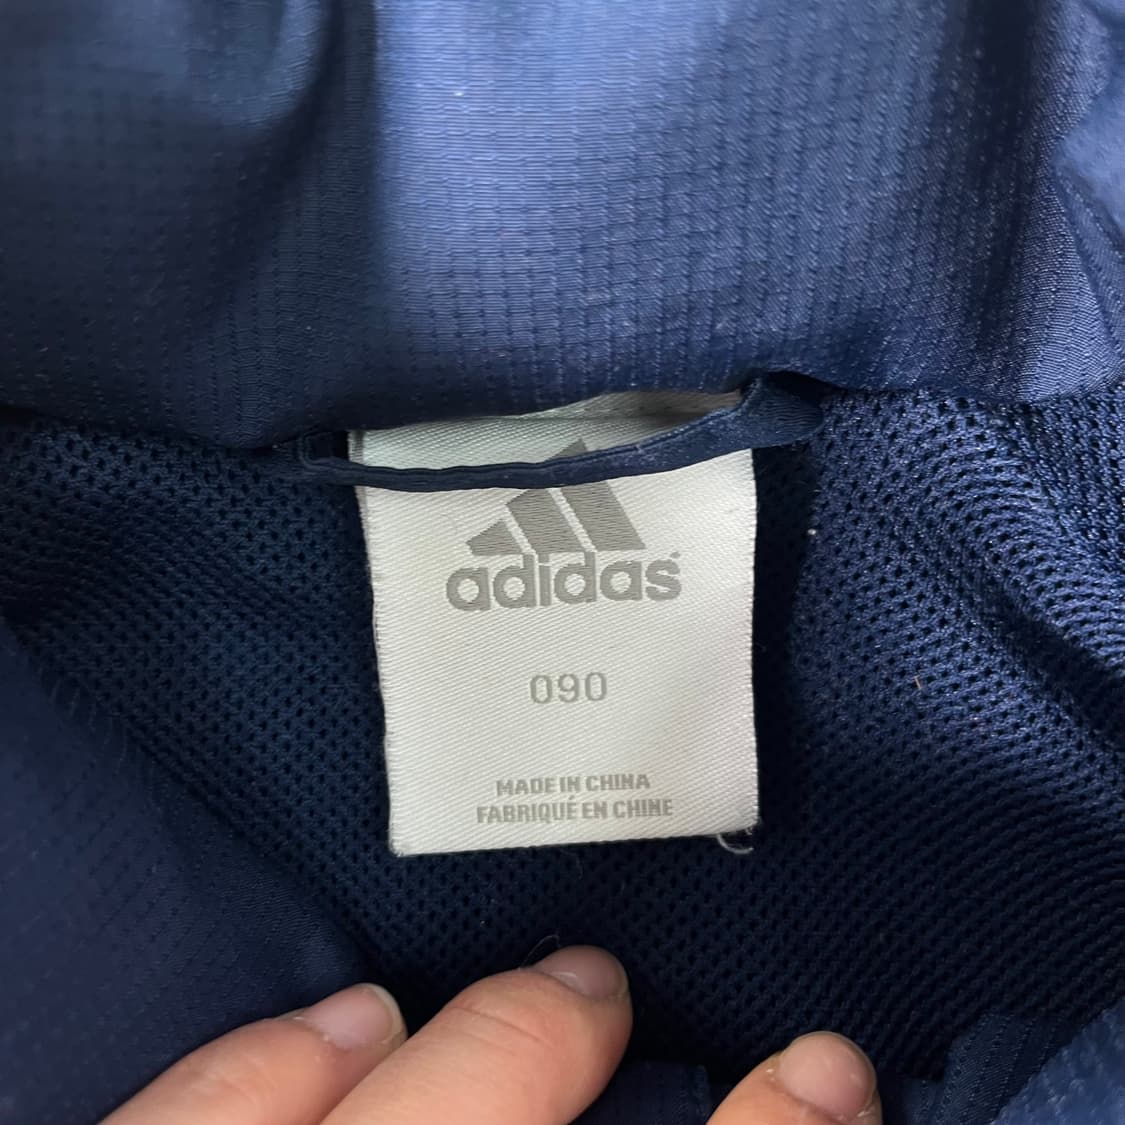 adidas
090
MADE IN CHINA
FABRIQUÉ EN CHINE